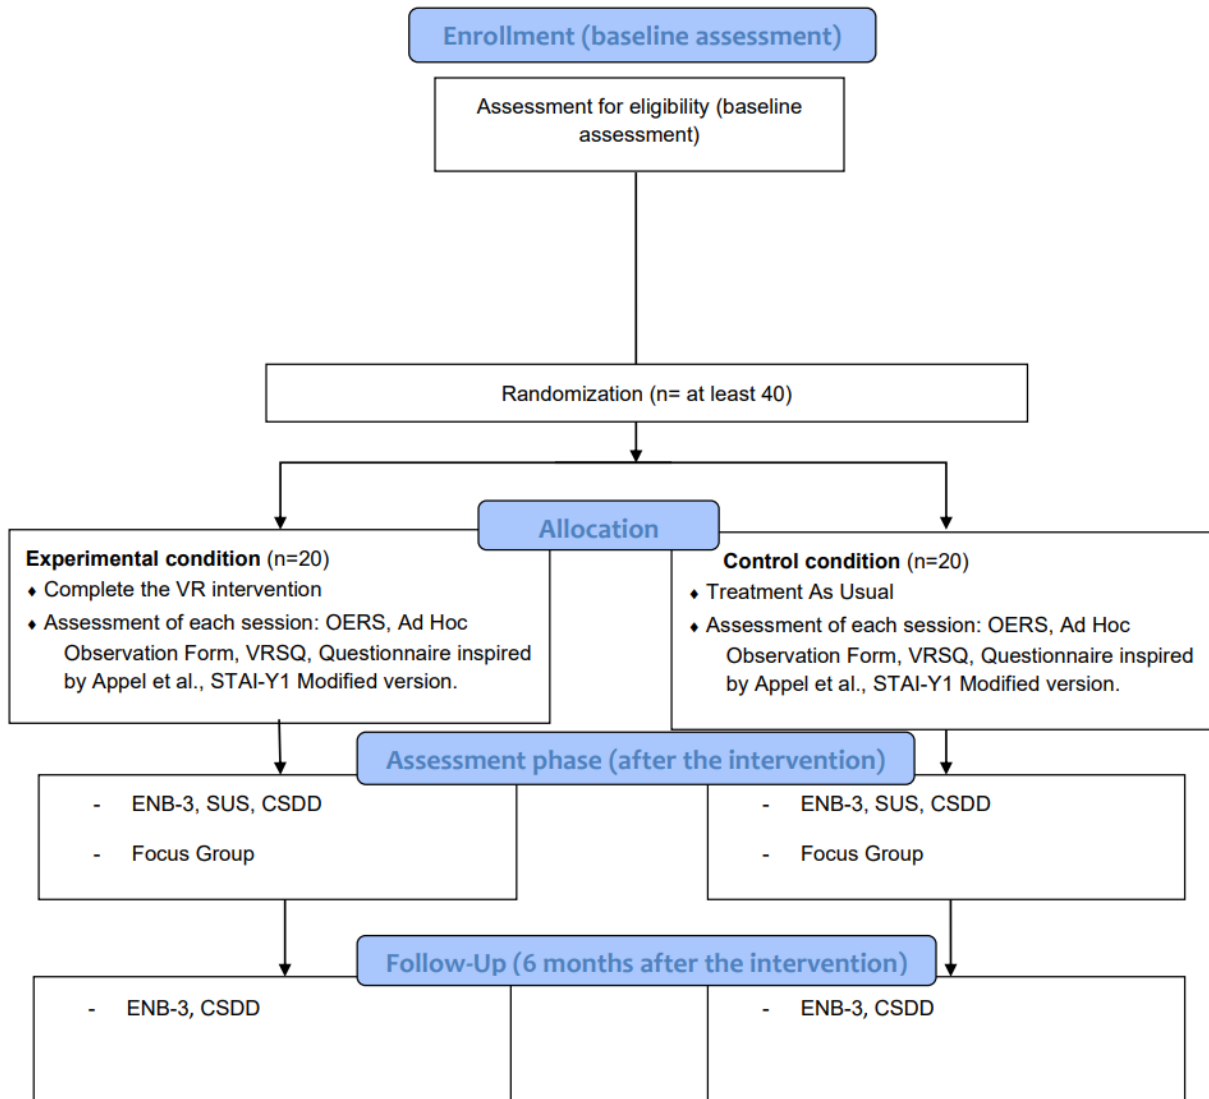 Enrollment (baseline assessment)
Assessment for eligibility (baseline
assessment)
Randomization (n= at least 40)
Allocation
Experimental condition (n=20)
♦ Complete the VR intervention
♦ Assessment of each session: OERS, Ad Hoc
Observation Form, VRSQ, Questionnaire inspired
by Appel et al., STAI-Y1 Modified version.
Control condition (n=20)
♦ Treatment As Usual
♦ Assessment of each session: OERS, Ad Hoc
Observation Form, VRSQ, Questionnaire inspired
by Appel et al., STAI-Y1 Modified version.
Assessment phase (after the intervention)
- ENB-3, SUS, CSDD
- Focus Group
- ENB-3, SUS, CSDD
- Focus Group
Follow-Up (6 months after the intervention)
- ENB-3, CSDD
- ENB-3, CSDD